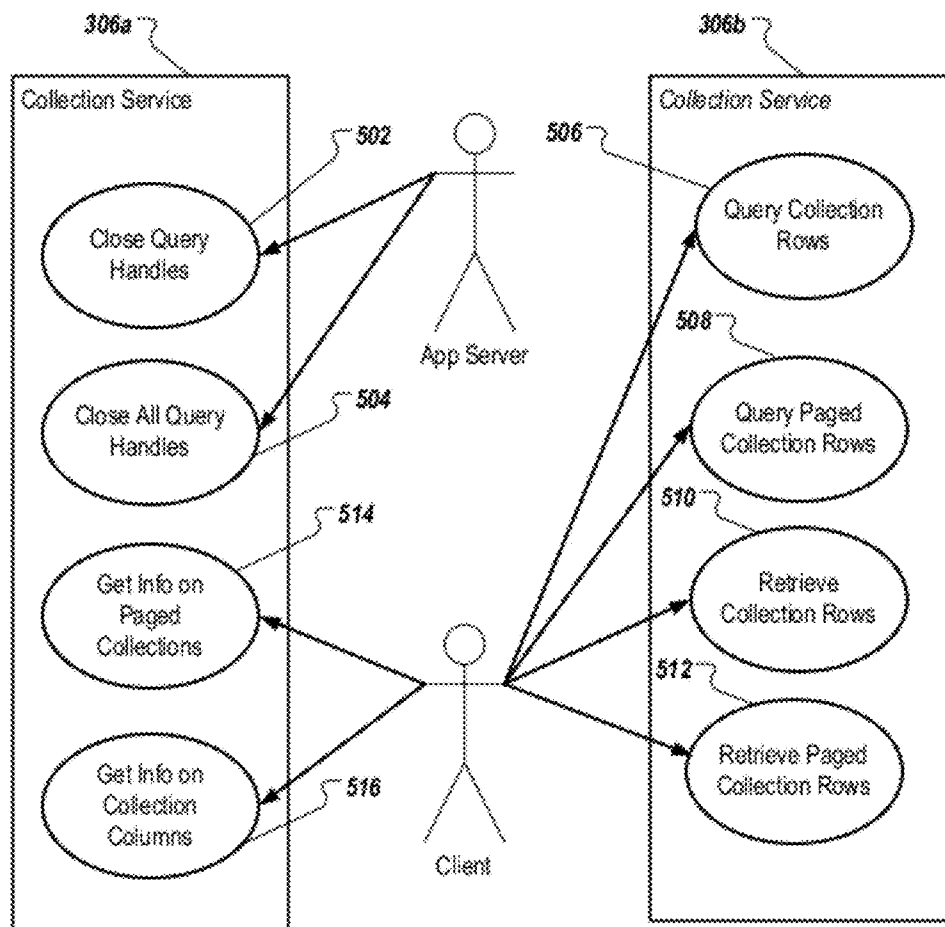 306a
306b
Collection Service
Collection Service
502
506
Close Query
Handles
Query Collection
Rows
App Server
508
Close All Query
Handles
504
Query Paged
Collection Rows
510
514
Get Info on
Paged
Collections
Retrieve
Collection Rows
512
Get Info on
Collection
Columns
516
Retrieve Paged
Collection Rows
Client